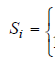 S_i = {